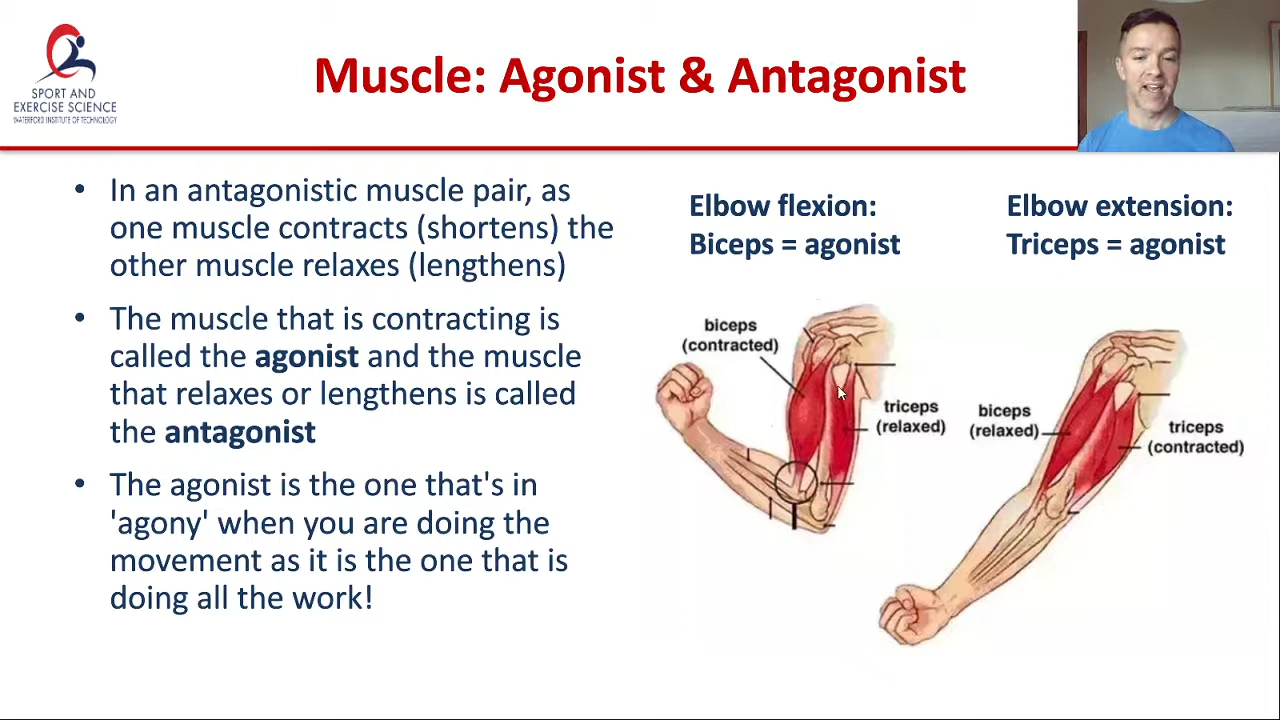 SPORT AND
EXERCISE SCIENCE
WATERFORD INSTITUTE OF TECHNOLOGY
Muscle: Agonist & Antagonist
• In an antagonistic muscle pair, as
one muscle contracts (shortens) the
other muscle relaxes (lengthens)
• The muscle that is contracting is
called the agonist and the muscle
that relaxes or lengthens is called
the antagonist
• The agonist is the one that's in
'agony' when you are doing the
movement as it is the one that is
doing all the work!
Elbow flexion:
Biceps = agonist
Elbow extension:
Triceps = agonist
biceps
(contracted)
triceps
(relaxed)
biceps
(relaxed)
triceps
(contracted)